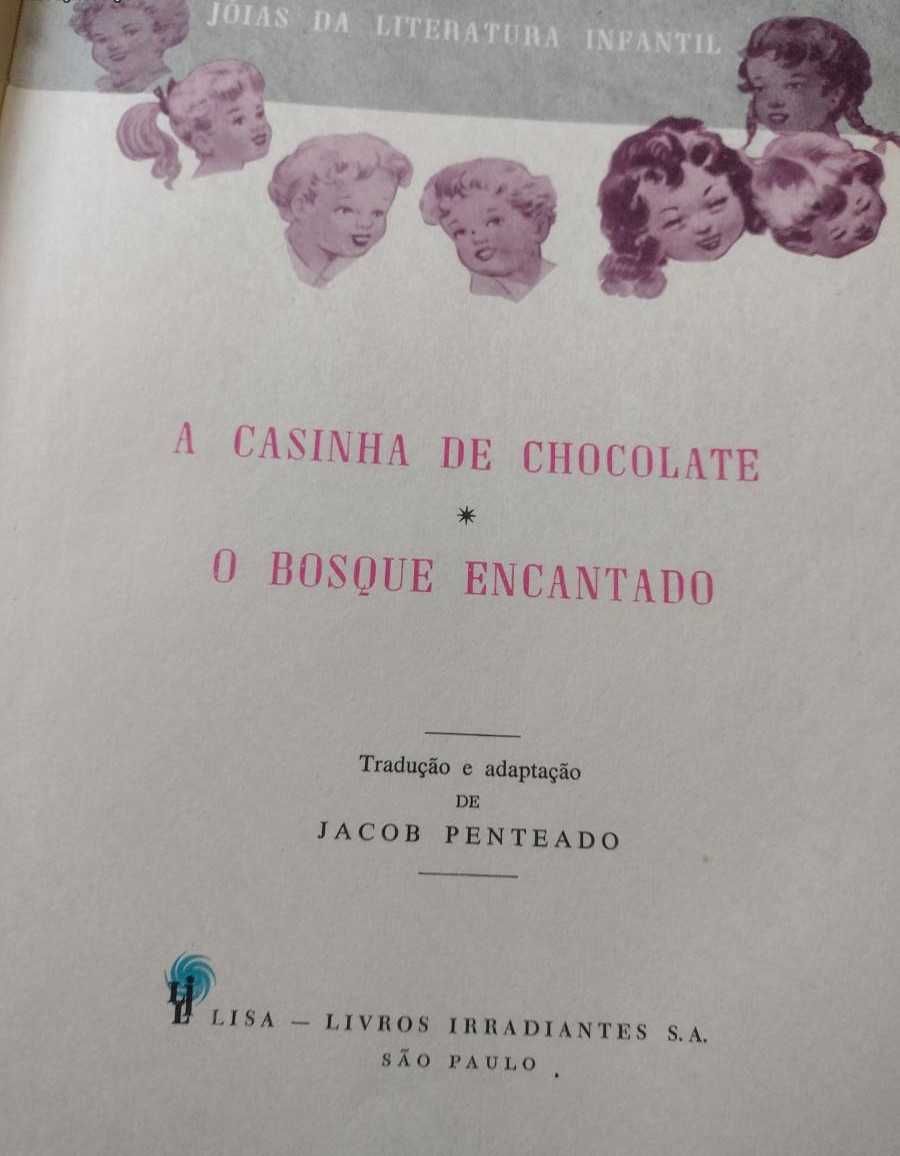 JÓIAS DA LITERATURA INFANTIL
A CASINHA DE CHOCOLATE
*
O BOSQUE ENCANTADO
Tradução e adaptação
DE
JACOB PENTEADO
LISA — LIVROS IRRADIANTES S.A.
SÃO PAULO